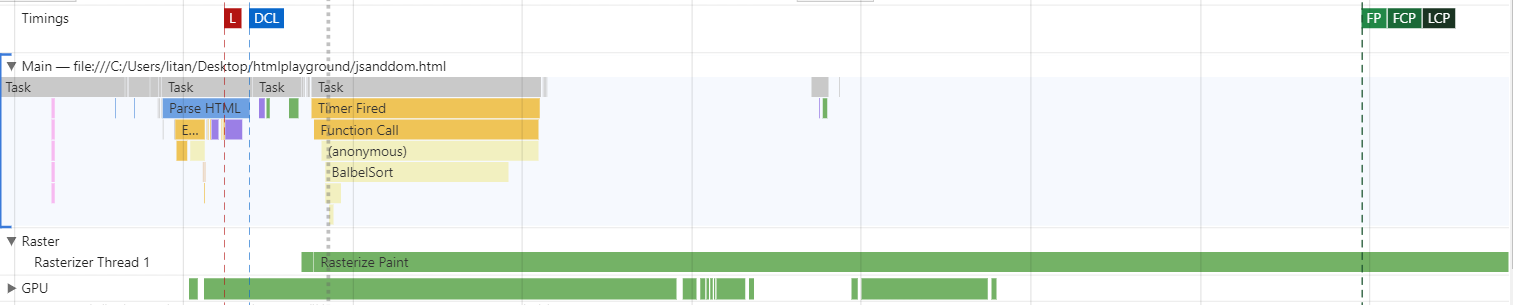 Timings L DCL FP FCP LCP
Main — file:///C:/Users/litan/Desktop/htmlplayground/jsanddom.html
Task Task Task Task
Parse HTML Timer Fired
E... Function Call
(anonymous)
BalbelSort
Raster
Rasterizer Thread 1 Rasterize Paint
GPU